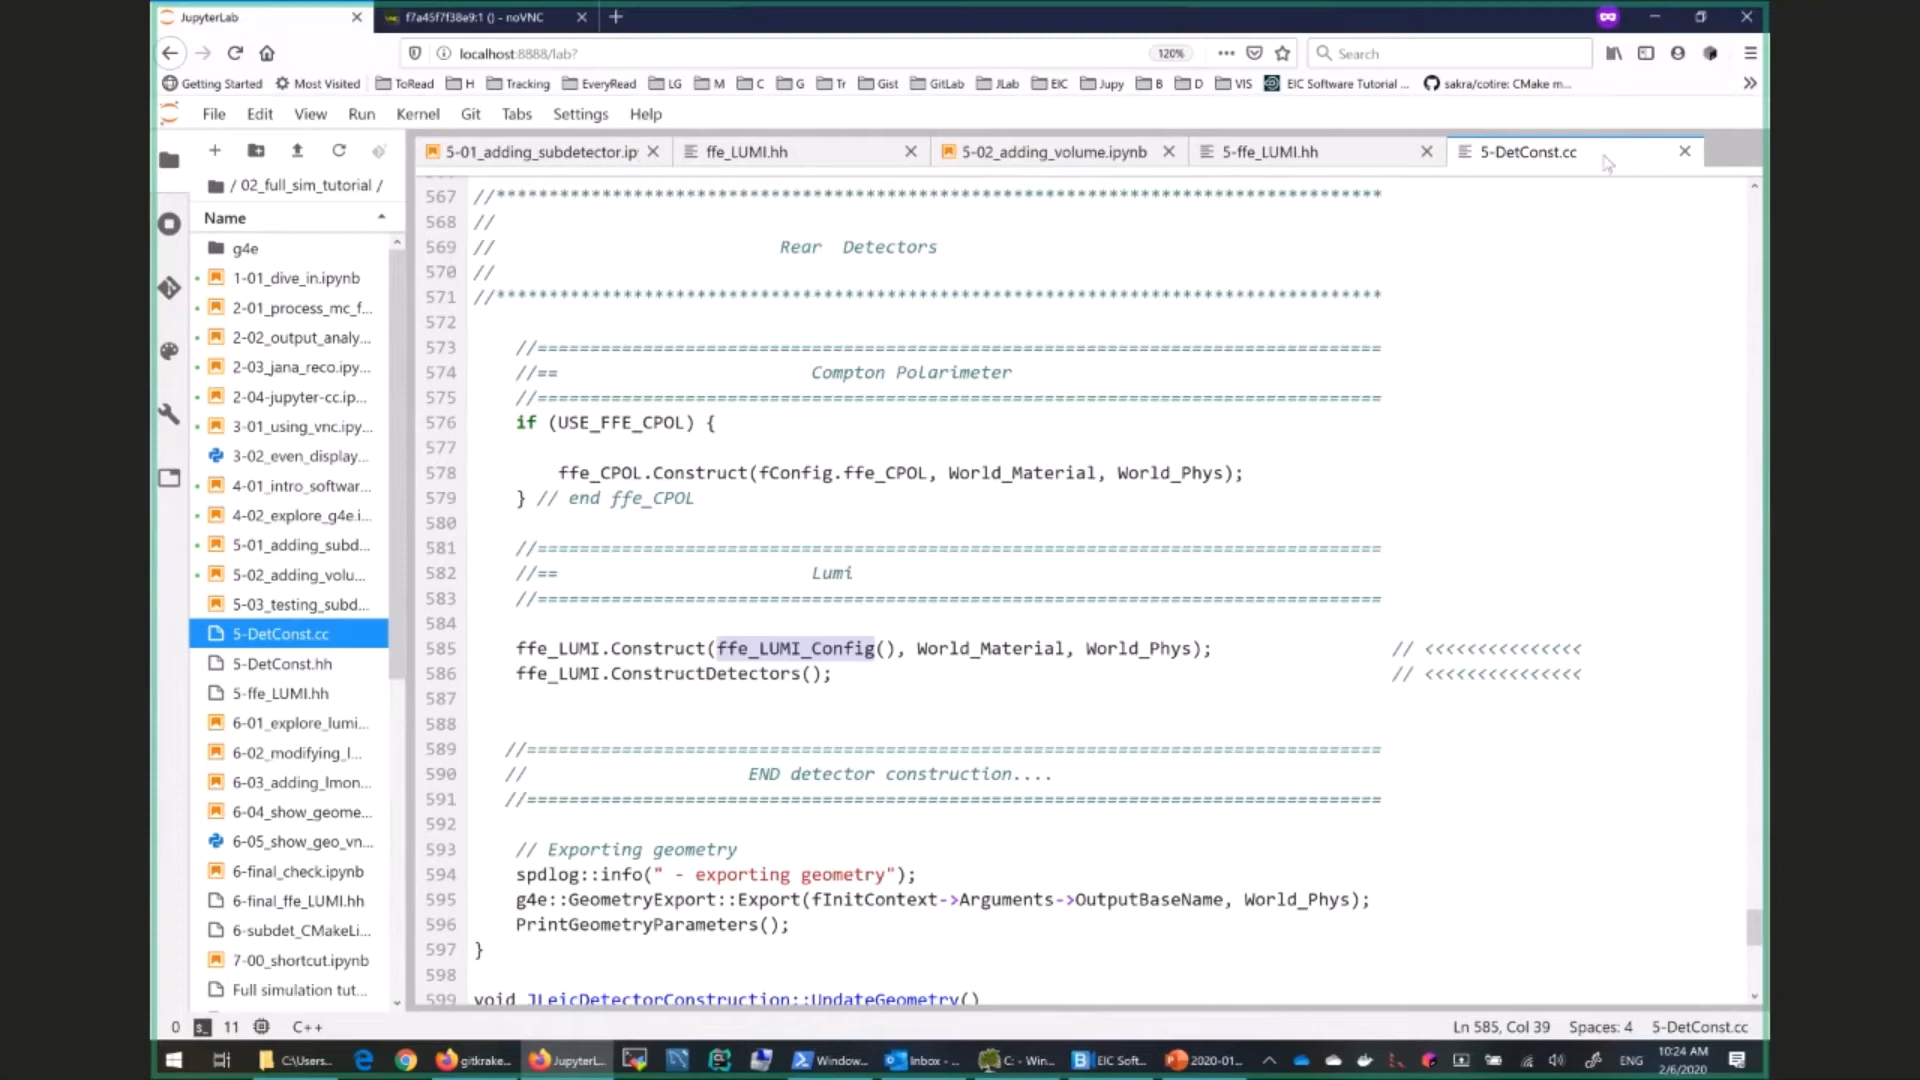 JupyterLab
f7a45f7f38e9:1 () - noVNC
localhost:8888/lab?
120%
Search
Getting Started
Most Visited
ToRead
H
Tracking
EveryRead
LG
M
C
G
Tr
Gist
GitLab
JLab
EIC
Jupy
B
D
VIS
EIC Software Tutorial ...
sakra/cotire: CMake m...
File Edit View Run Kernel Git Tabs Settings Help
5-01_adding_subdetector.ip
ffe_LUMI.hh
5-02_adding_volume.ipynb
5-ffe_LUMI.hh
5-DetConst.cc
/ 02_full_sim_tutorial /
Name
g4e
1-01_dive_in.ipynb
2-01_process_mc_f...
2-02_output_analy...
2-03_jana_reco.ipy...
2-04-jupyter-cc.ip...
3-01_using_vnc.ipy...
3-02_even_display...
4-01_intro_softwar...
4-02_explore_g4e.i...
5-01_adding_subd...
5-02_adding_volu...
5-03_testing_subd...
5-DetConst.cc
5-DetConst.hh
5-ffe_LUMI.hh
6-01_explore_lumi...
6-02_modifying_l...
6-03_adding_lmon...
6-04_show_geome...
6-05_show_geo_vn...
6-final_check.ipynb
6-final_ffe_LUMI.hh
6-subdet_CMakeLi...
7-00_shortcut.ipynb
Full simulation tut...
567 //************************************************************************************
568 //
569 // Rear Detectors
570 //
571 //************************************************************************************
572
573 //================================================================================
574 //== Compton Polarimeter
575 //================================================================================
576 if (USE_FFE_CPOL) {
577
578 ffe_CPOL.Construct(fConfig.ffe_CPOL, World_Material, World_Phys);
579 } // end ffe_CPOL
580
581 //================================================================================
582 //== Lumi
583 //================================================================================
584
585 ffe_LUMI.Construct(ffe_LUMI_Config(), World_Material, World_Phys); // <<<<<<<<<<<<<<<
586 ffe_LUMI.ConstructDetectors(); // <<<<<<<<<<<<<<<
587
588
589 //=================================================================================
590 // END detector construction....
591 //=================================================================================
592
593 // Exporting geometry
594 spdlog::info(" - exporting geometry");
595 g4e::GeometryExport::Export(fInitContext->Arguments->OutputBaseName, World_Phys);
596 PrintGeometryParameters();
597 }
598
599 void JLeicDetectorConstruction::UpdateGeometry()
0 11 C++
Ln 585, Col 39 Spaces: 4 5-DetConst.cc
C:\Users...
gitkrake...
JupyterL...
Window...
Inbox - ...
C: - Win...
EIC Soft...
2020-01...
ENG
10:24 AM
2/6/2020